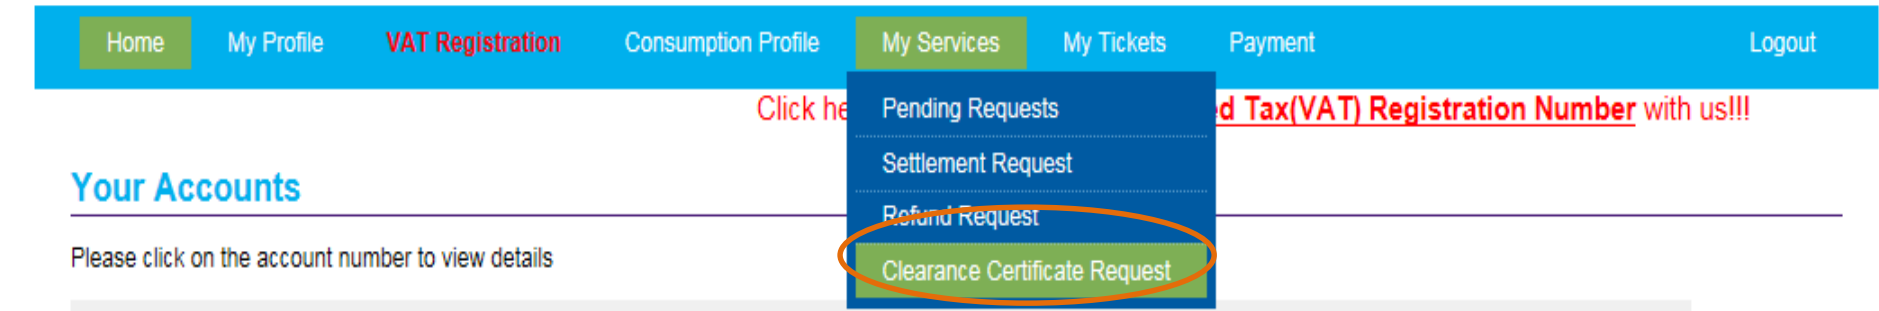 Home My Profile VAT Registration Consumption Profile My Services My Tickets Payment Logout
Click he
d Tax(VAT) Registration Number with us!!!
Pending Requests
Settlement Request
Refund Request
Clearance Certificate Request
Your Accounts
Please click on the account number to view details